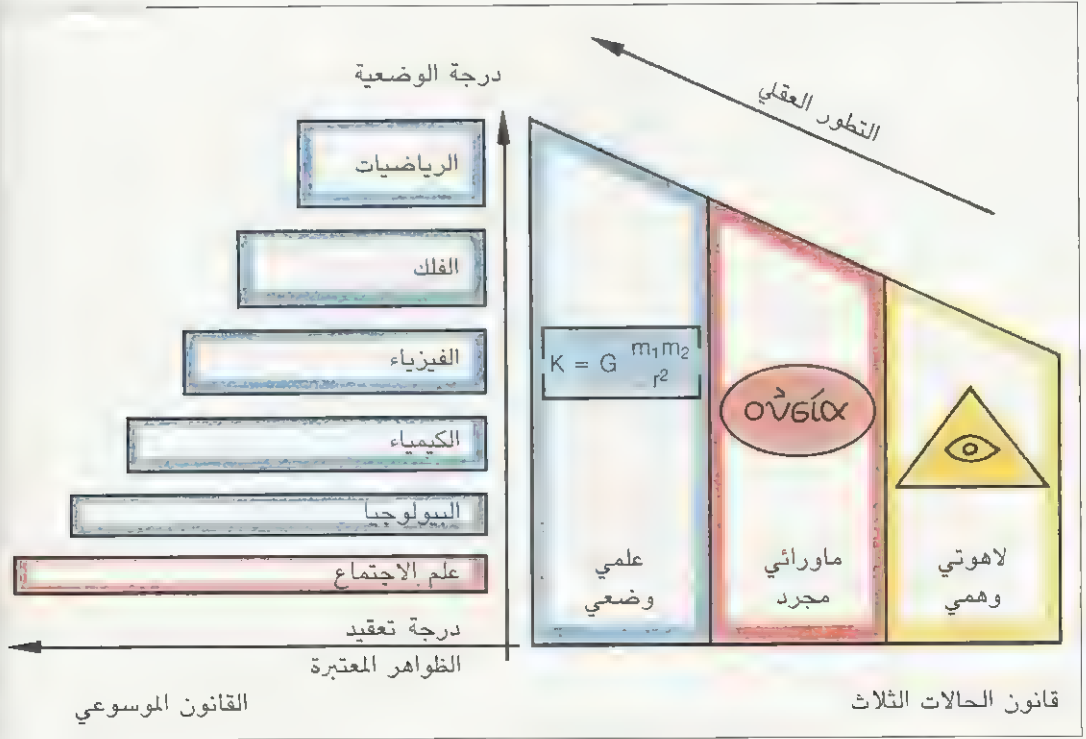 التطور العقلي
لاهوتي
وهمي
οὐσία
ماورائي
مجرد
K = G m₁m₂
r²
علمي
وضعي
قانون الحالات الثلاث
درجة الوضعية
الرياضيات
الفلك
الفيزياء
الكيمياء
البيولوجيا
علم الاجتماع
درجة تعقيد
الظواهر المعتبرة
القانون الموسوعي